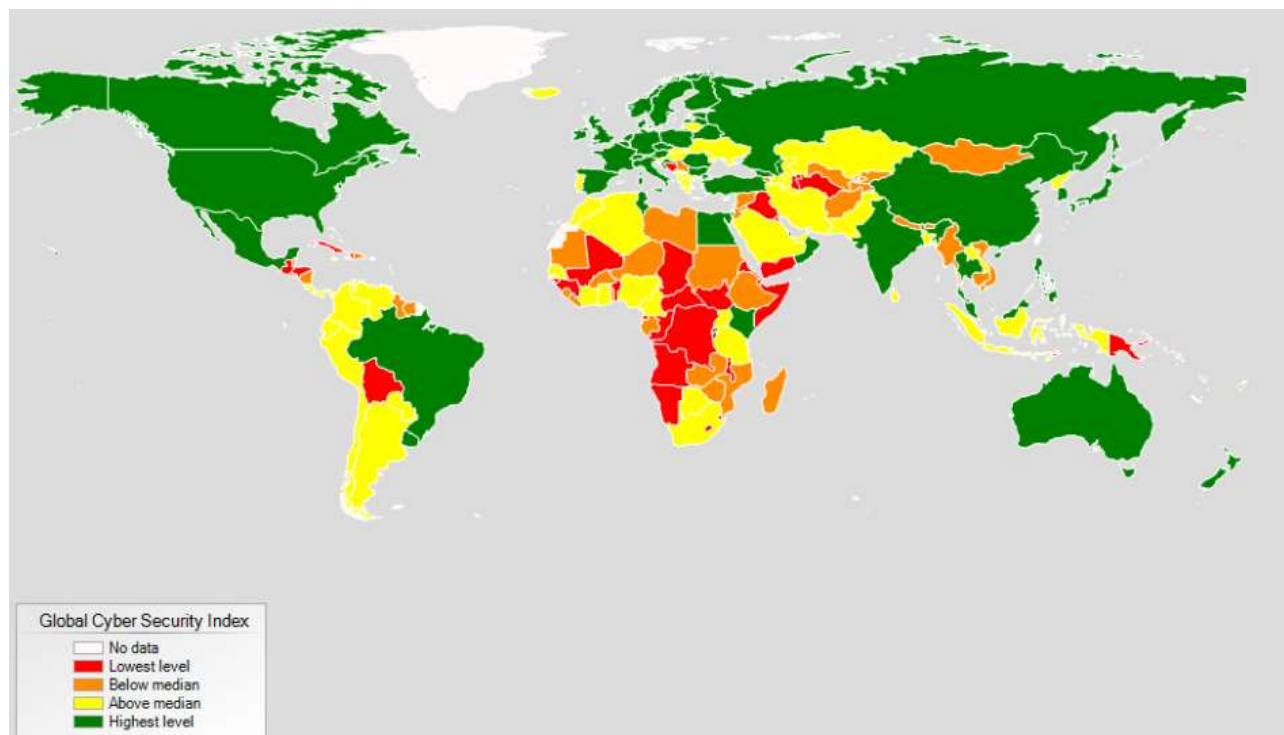 Global Cyber Security Index
No data
Lowest level
Below median
Above median
Highest level